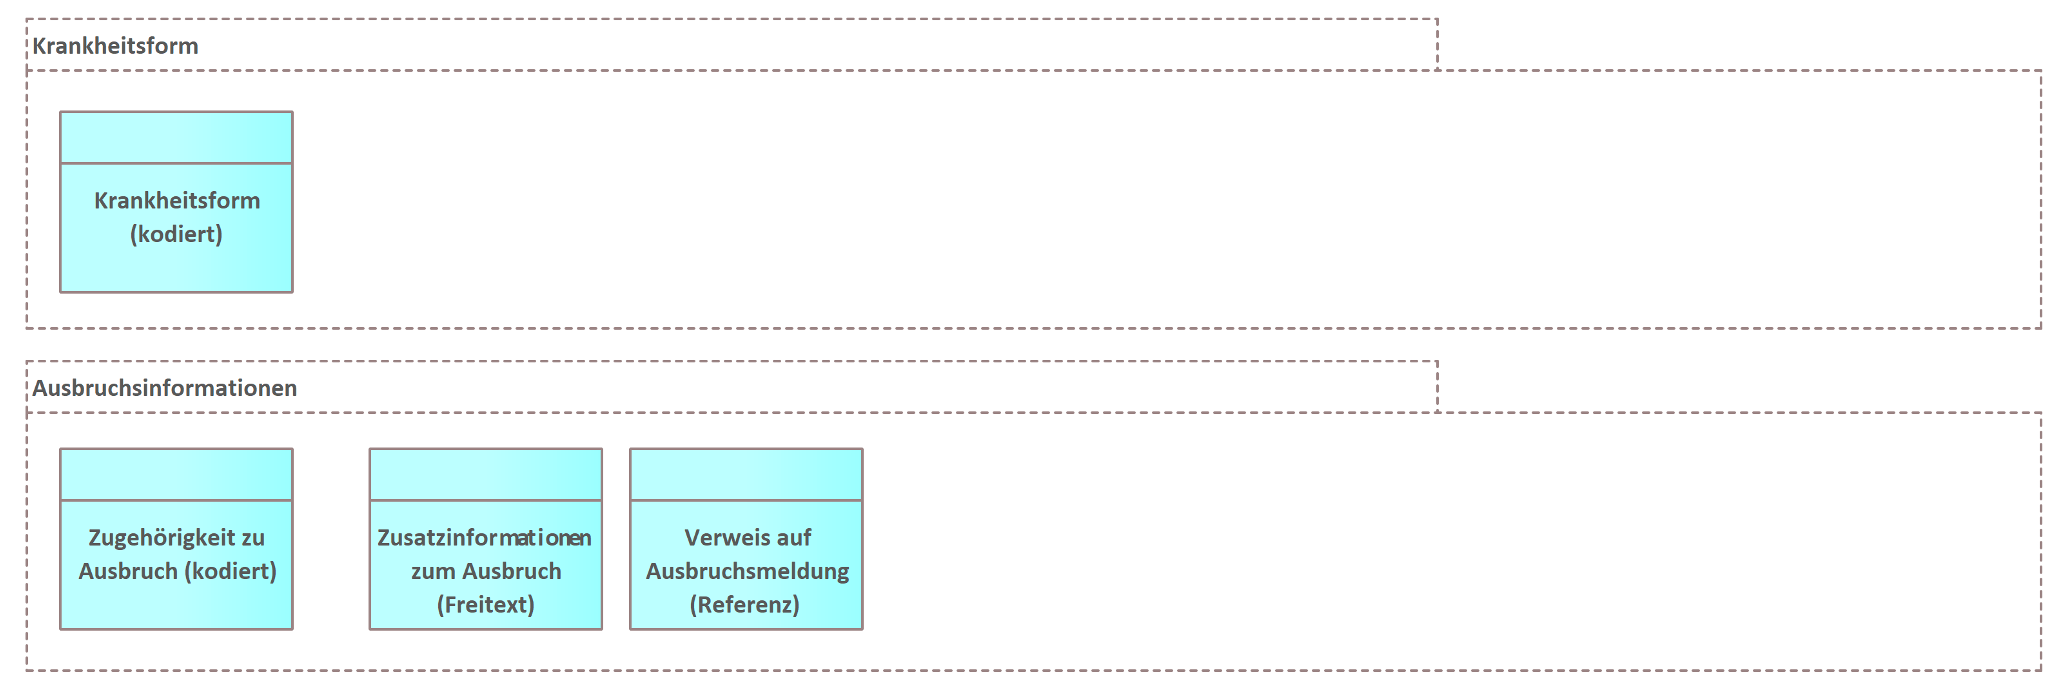 Krankheitsform
Krankheitsform
(kodiert)
Ausbruchsinformationen
Zugehörigkeit zu
Ausbruch (kodiert)
Zusatzinformationen
zum Ausbruch
(Freitext)
Verweis auf
Ausbruchsmeldung
(Referenz)